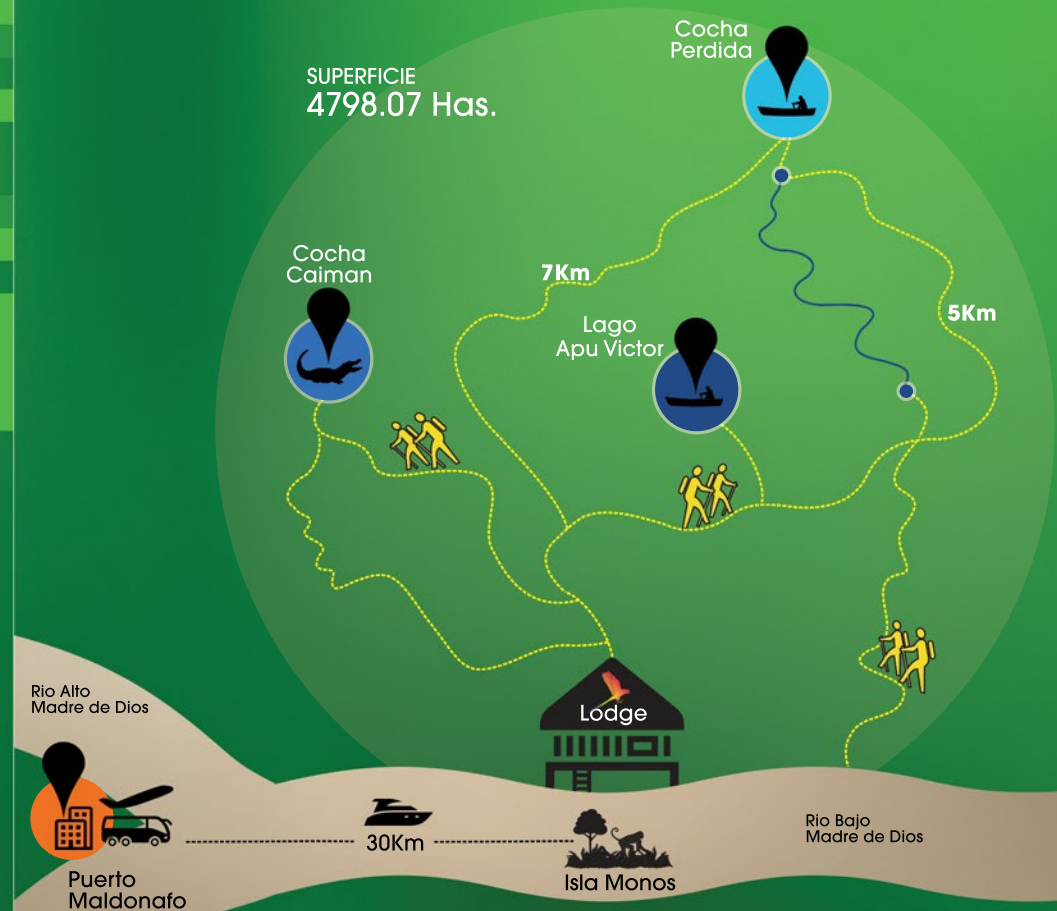 Cocha
Perdida
SUPERFICIE
4798.07 Has.
Cocha
Caiman
7Km
5Km
Lago
Apu Victor
Rio Alto
Madre de Dios
Lodge
30Km
Rio Bajo
Madre de Dios
Puerto
Maldonafo
Isla Monos